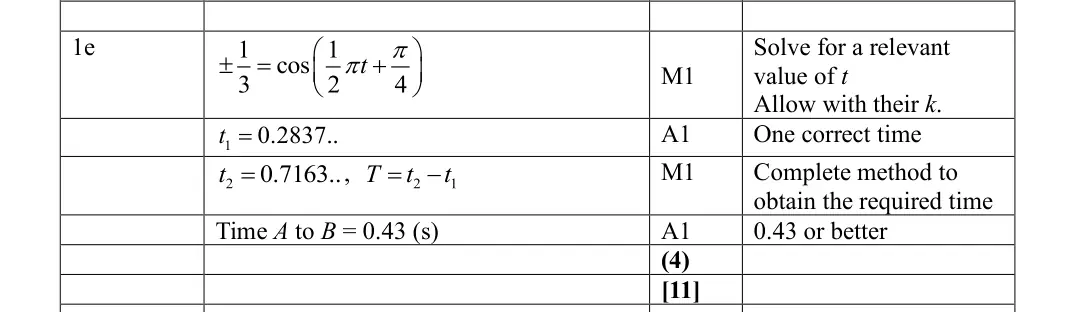 1e
±1/3 = cos(1/2 πt + π/4)
M1
Solve for a relevant
value of t
Allow with their k.
t₁ = 0.2837..
A1
One correct time
t₂ = 0.7163.. , T = t₂ − t₁
M1
Complete method to
obtain the required time
Time A to B = 0.43 (s)
A1
0.43 or better
(4)
[11]